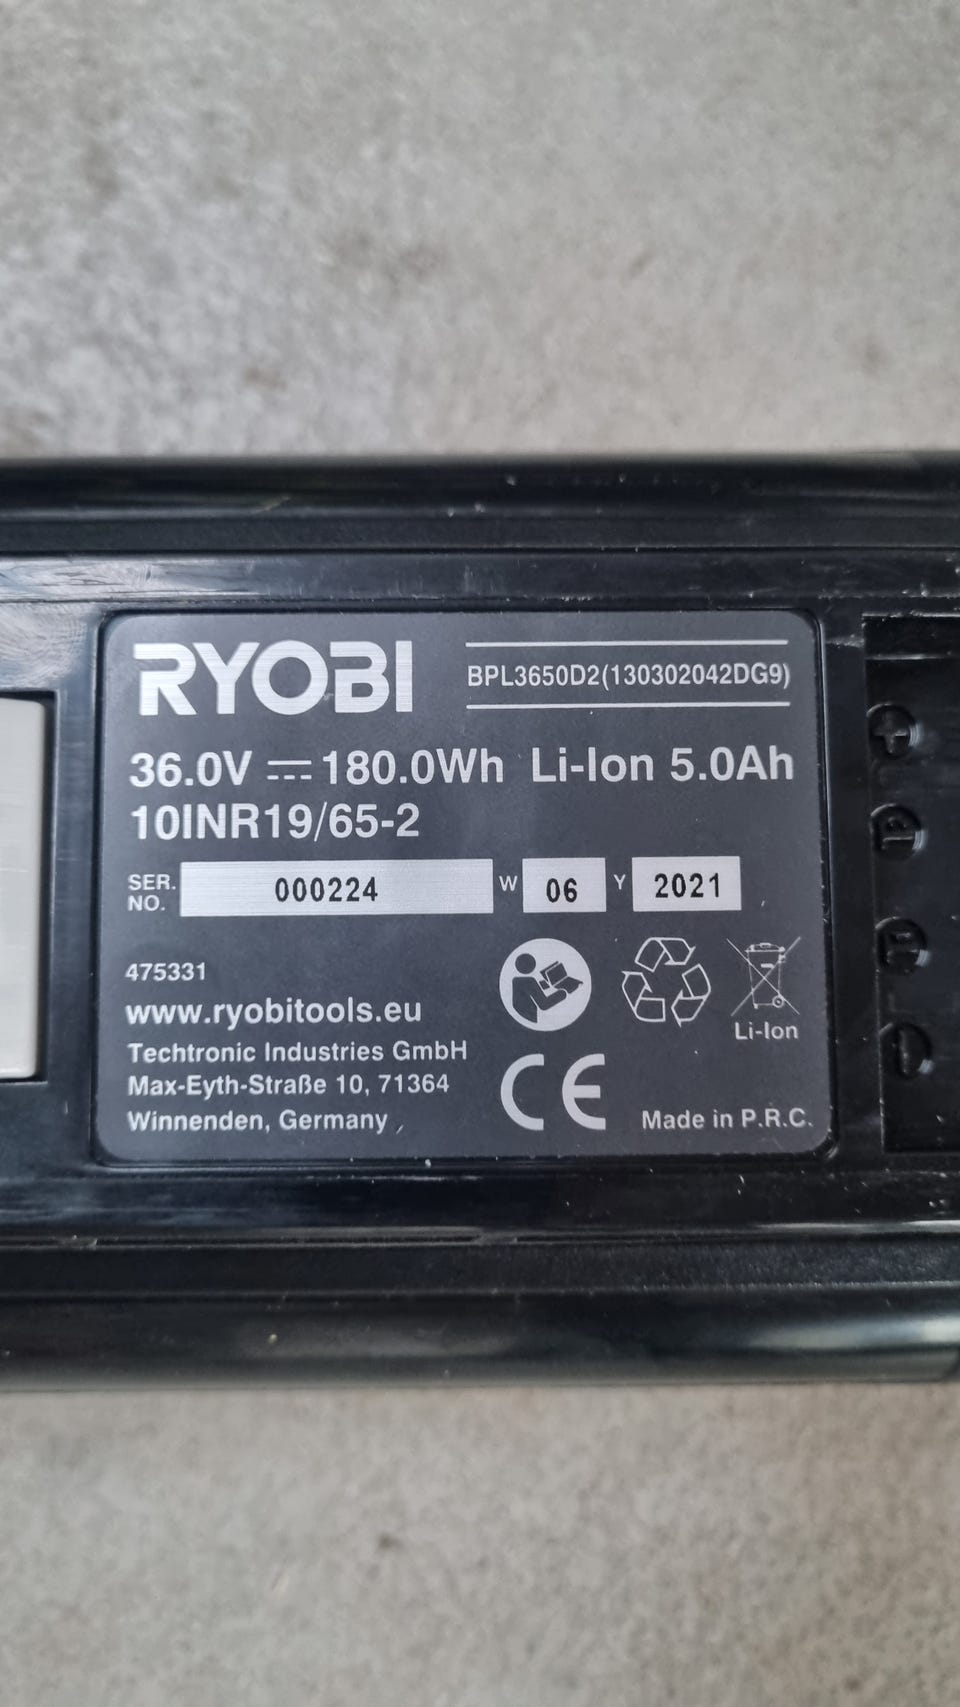 RYOBI
BPL3650D2(130302042DG9)
36.0V 180.0Wh Li-Ion 5.0Ah
10INR19/65-2
SER. NO. 000224 W 06 Y 2021
475331
www.ryobitools.eu
Techtronic Industries GmbH
Max-Eyth-Straße 10, 71364
Winnenden, Germany
Li-Ion
CE
Made in P.R.C.